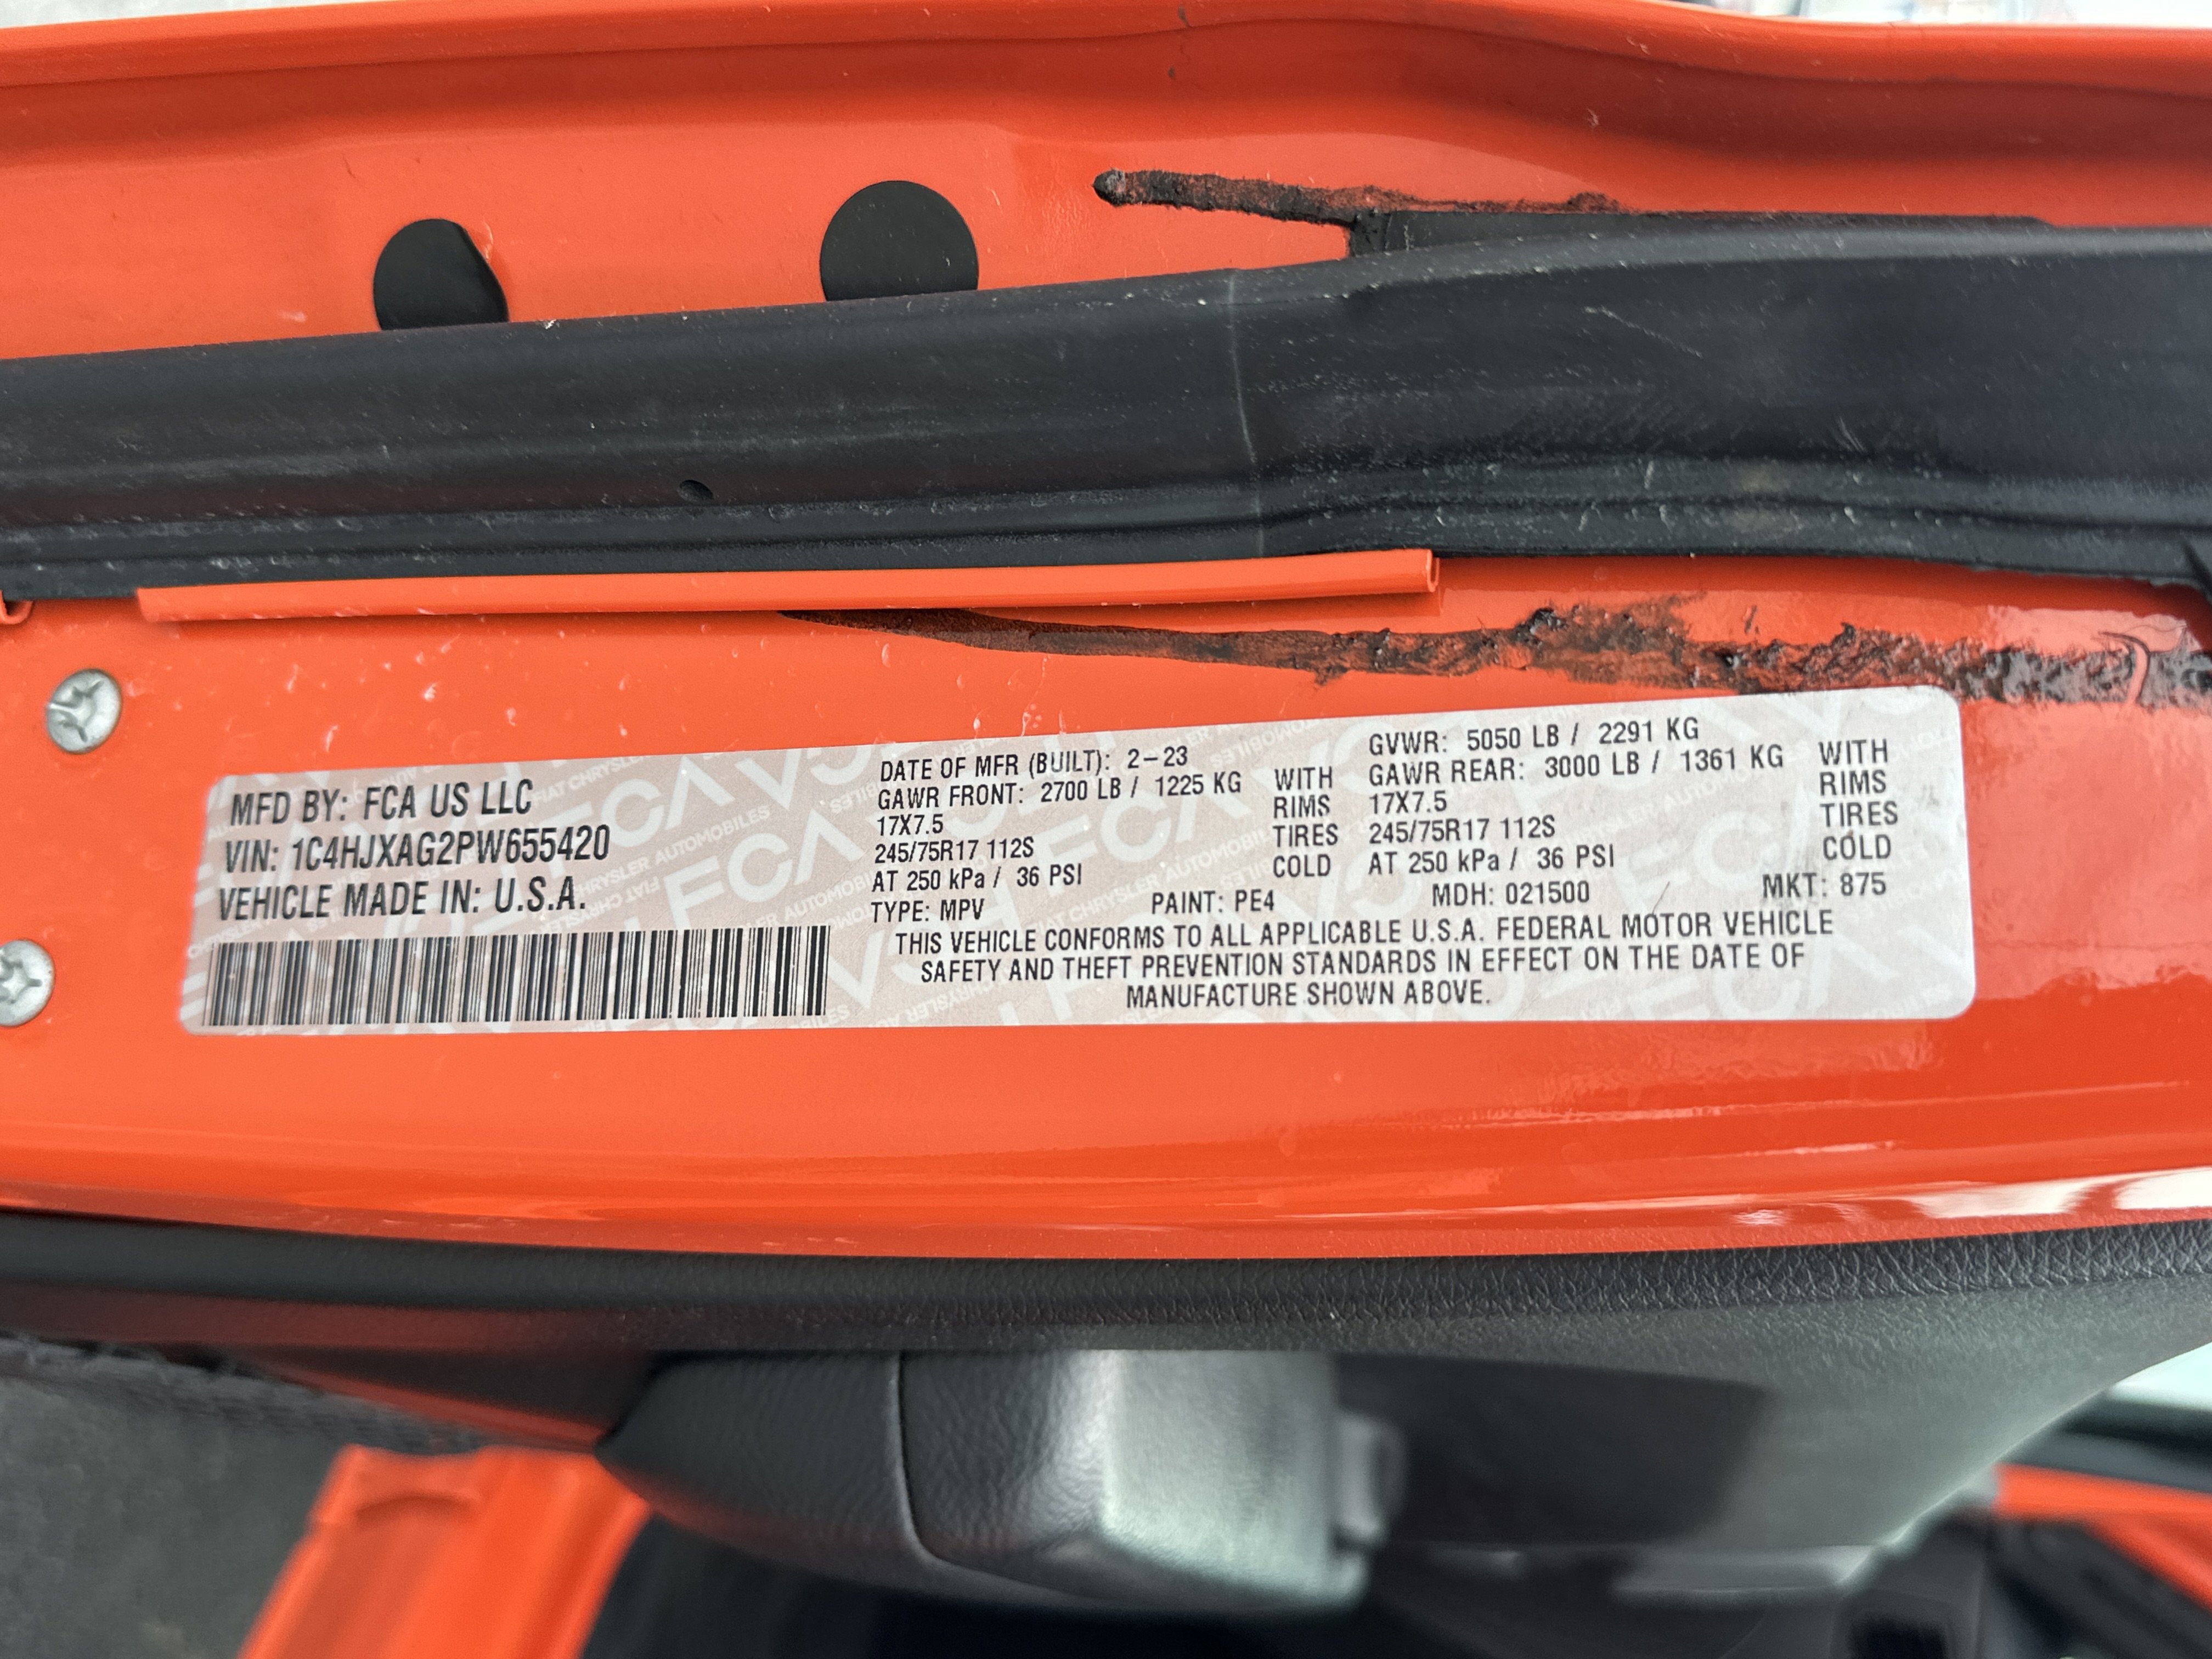 MFD BY: FCA US LLC
VIN: 1C4HJXAG2PW655420
VEHICLE MADE IN: U.S.A.
DATE OF MFR (BUILT): 2-23
GAWR FRONT: 2700 LB / 1225 KG WITH
17X7.5 RIMS
245/75R17 112S TIRES
AT 250 kPa / 36 PSI COLD
GVWR: 5050 LB / 2291 KG
GAWR REAR: 3000 LB / 1361 KG WITH
17X7.5 RIMS
245/75R17 112S TIRES
AT 250 kPa / 36 PSI COLD
TYPE: MPV PAINT: PE4 MDH: 021500 MKT: 875
THIS VEHICLE CONFORMS TO ALL APPLICABLE U.S.A. FEDERAL MOTOR VEHICLE
SAFETY AND THEFT PREVENTION STANDARDS IN EFFECT ON THE DATE OF
MANUFACTURE SHOWN ABOVE.
FCA
FIAT CHRYSLER AUTOMOBILES